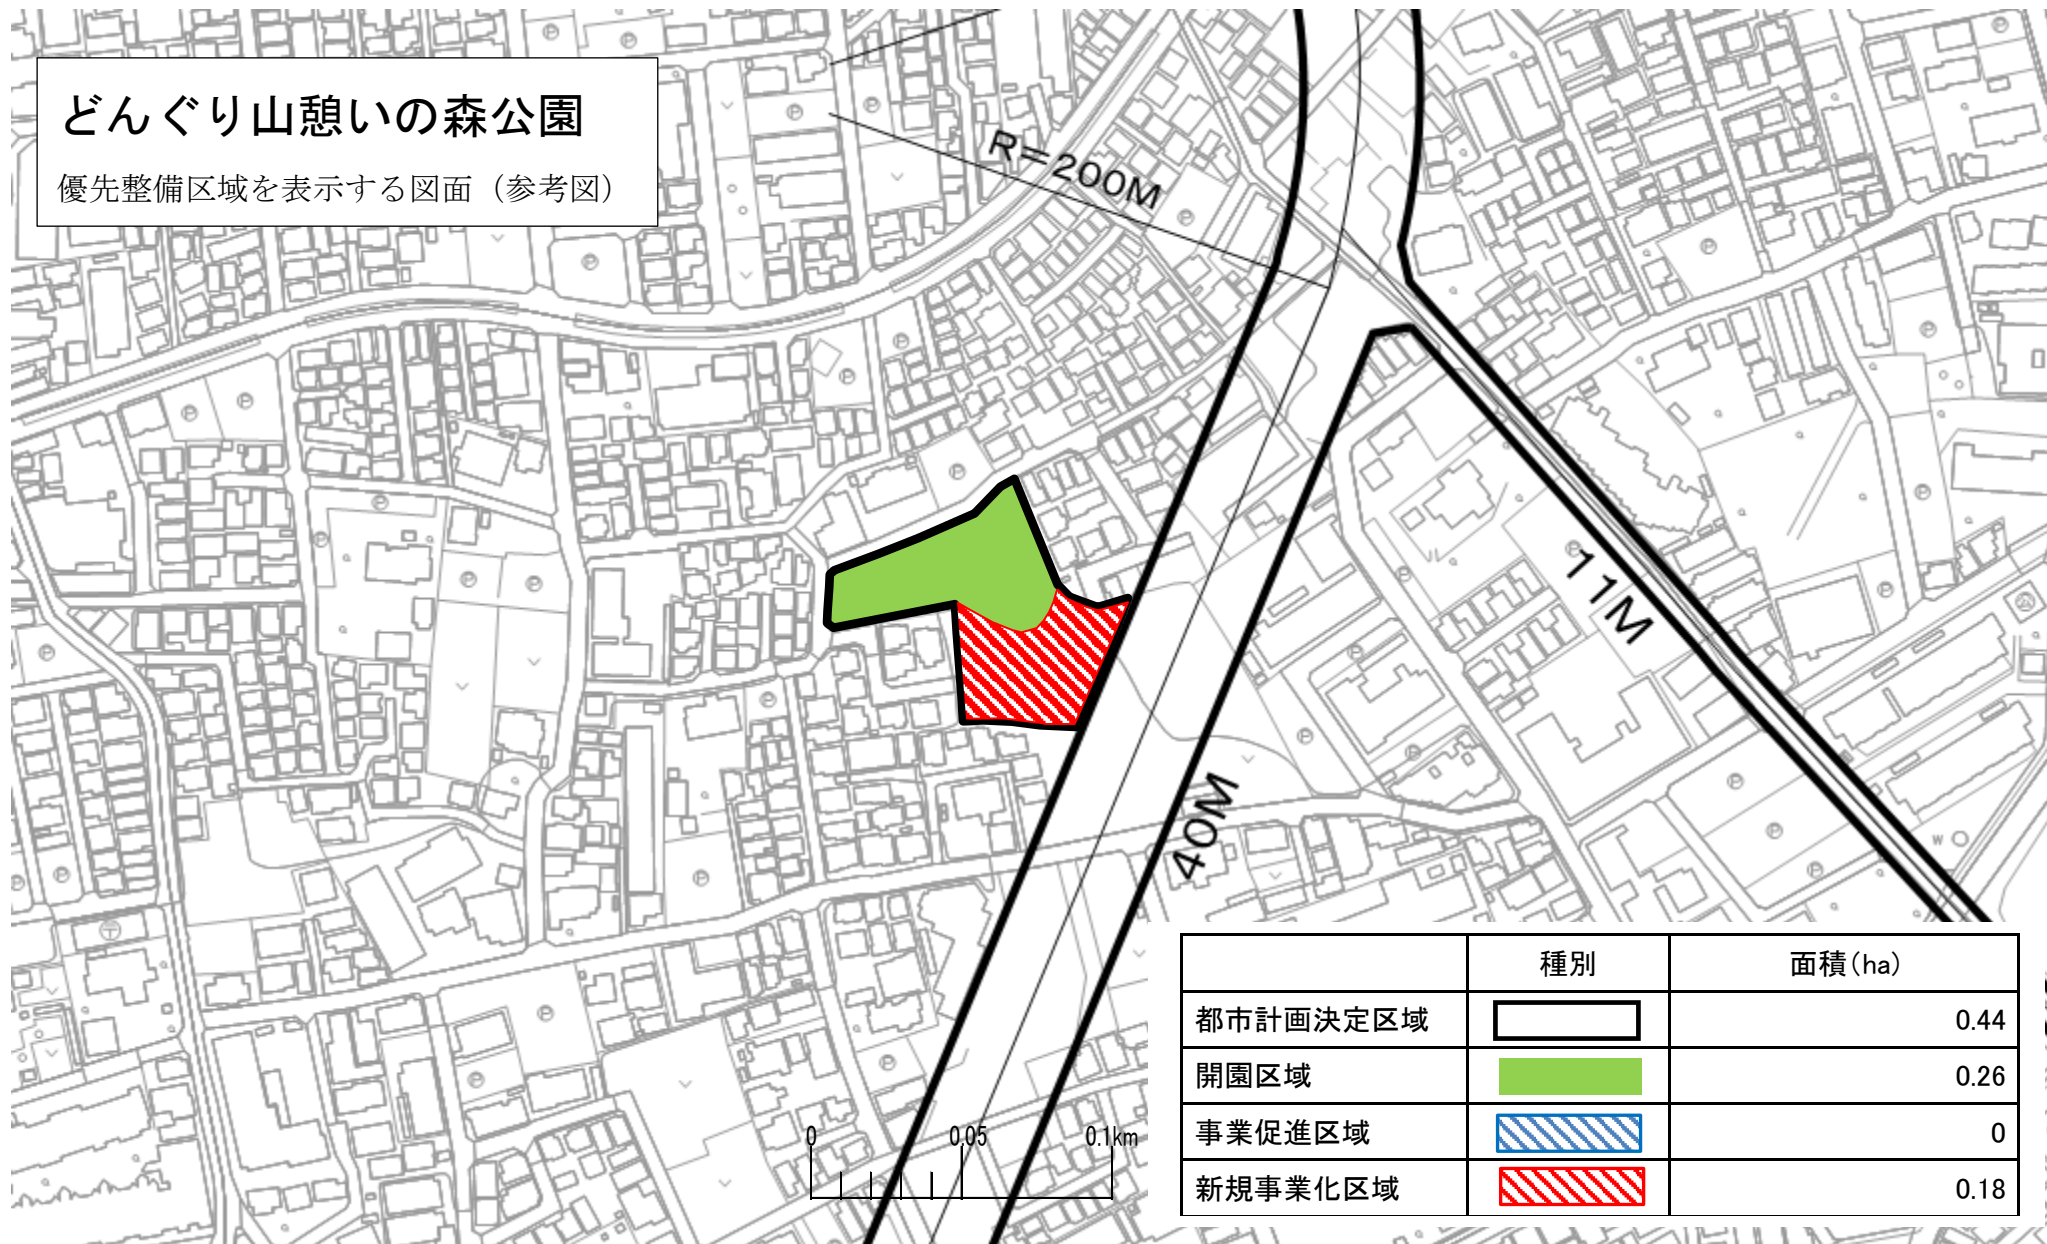 どんぐり山憩いの森公園
優先整備区域を表示する図面（参考図）
R=200M
11M
40M
0 0.05 0.1km
種別 面積(ha)
都市計画決定区域 0.44
開園区域 0.26
事業促進区域 0
新規事業化区域 0.18